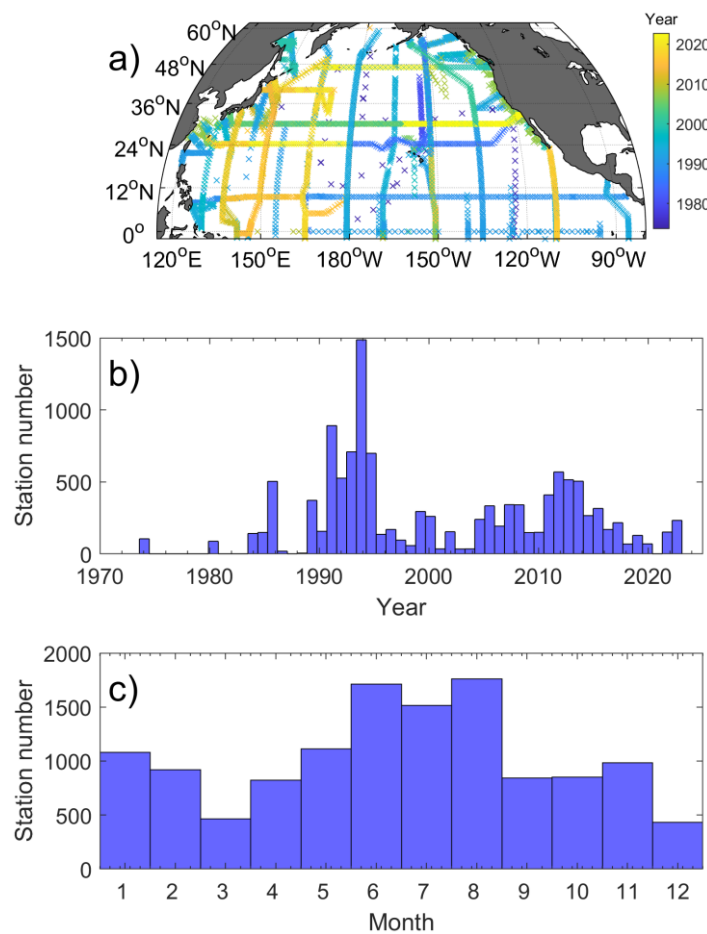 Year
a)
60°N
48°N
36°N
24°N
12°N
0°
120°E 150°E 180°W 150°W 120°W 90°W
2020
2010
2000
1990
1980
b)
Station number
1500
1000
500
0
1970 1980 1990 2000 2010 2020
Year
c)
Station number
2000
1500
1000
500
0
1 2 3 4 5 6 7 8 9 10 11 12
Month